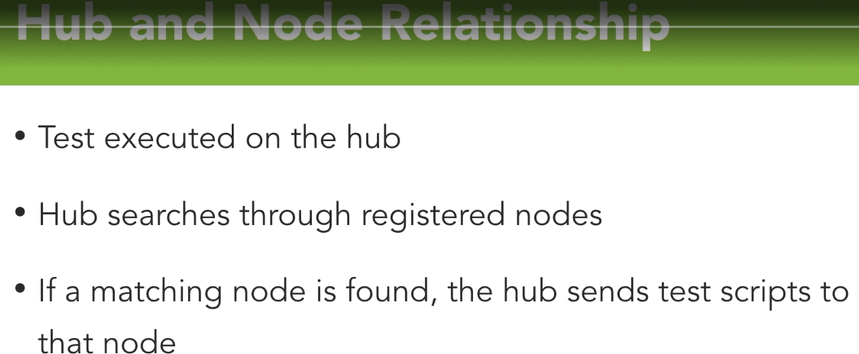 Hub and Node Relationship
• Test executed on the hub
• Hub searches through registered nodes
• If a matching node is found, the hub sends test scripts to
that node